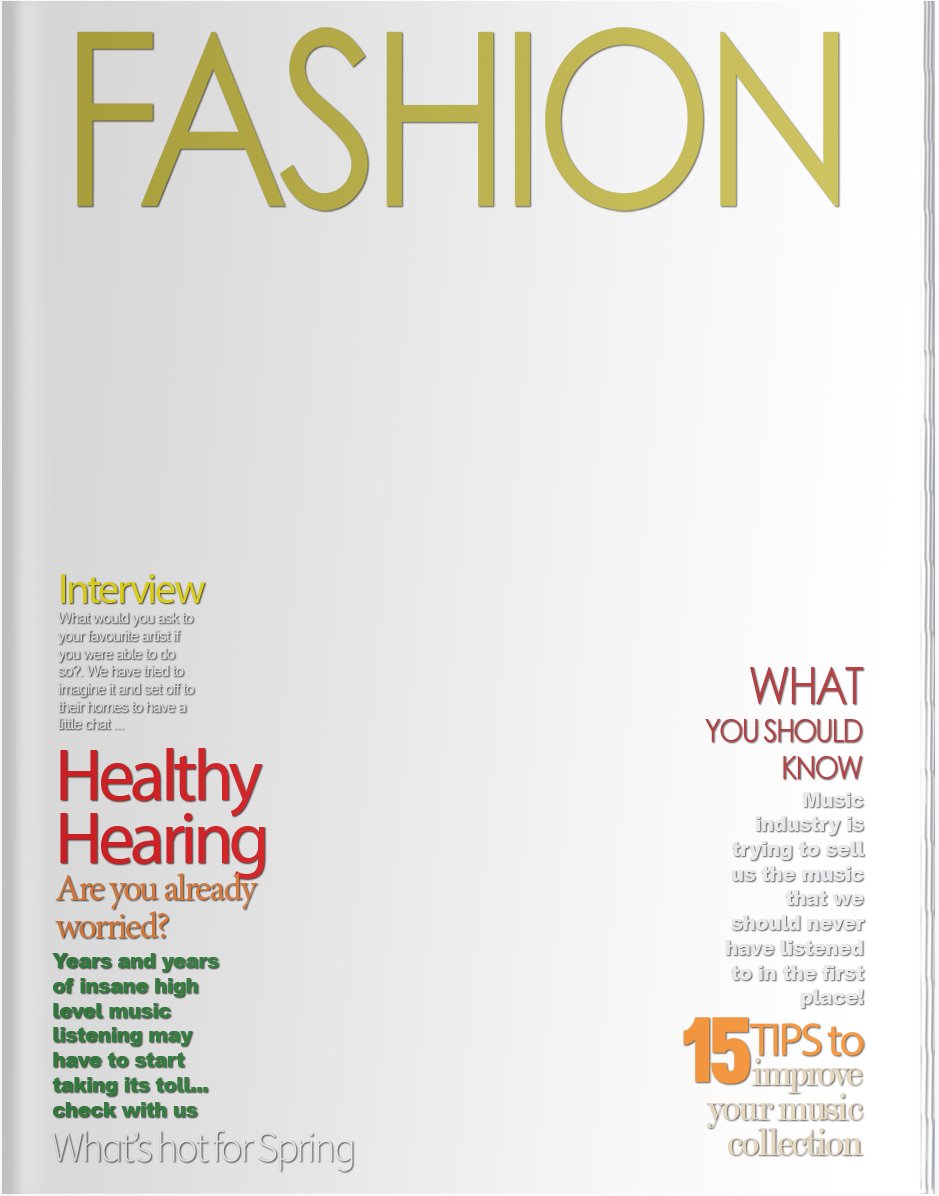 FASHION
Interview
What would you ask to
your favourite artist if
you were able to do
so?. We have tried to
imagine it and set off to
their homes to have a
little chat ...
Healthy
Hearing
Are you already
worried?
Years and years
of insane high
level music
listening may
have to start
taking its toll...
check with us
What's hot for Spring
WHAT
YOU SHOULD
KNOW
Music
industry is
trying to sell
us the music
that we
should never
have listened
to in the first
place!
15 TIPS to
improve
your music
collection